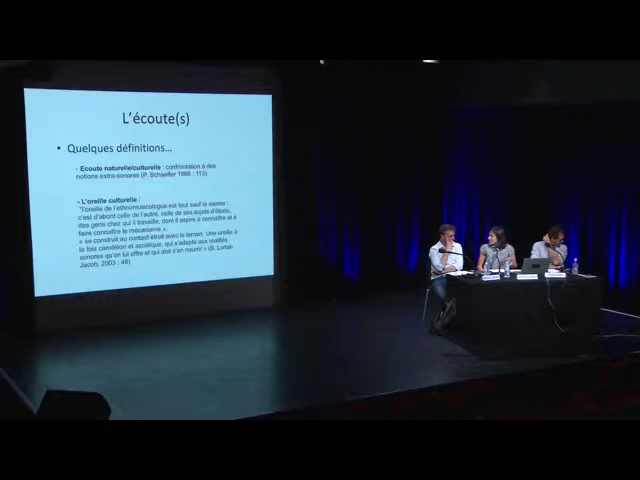 L'écoute(s)
• Quelques définitions…
- Ecoute naturelle/culturelle : confrontation à des
notions extra-sonores (P. Schaeffer 1966 : 113).
- L'oreille culturelle :
"l'oreille de l'ethnomusicologue est tout sauf la sienne :
c'est d'abord celle de l'autre, celle de ses sujets d'étude,
des gens chez qui il travaille, dont il aspire à connaître et à
faire connaître le mécanisme ».
« se construit au contact étroit avec le terrain. Une oreille à
la fois caméléon et ascétique, qui s'adapte aux réalités
sonores qu'on lui offre et qui doit s'en nourrir » (B. Lortat-
Jacob, 2003 : 49)